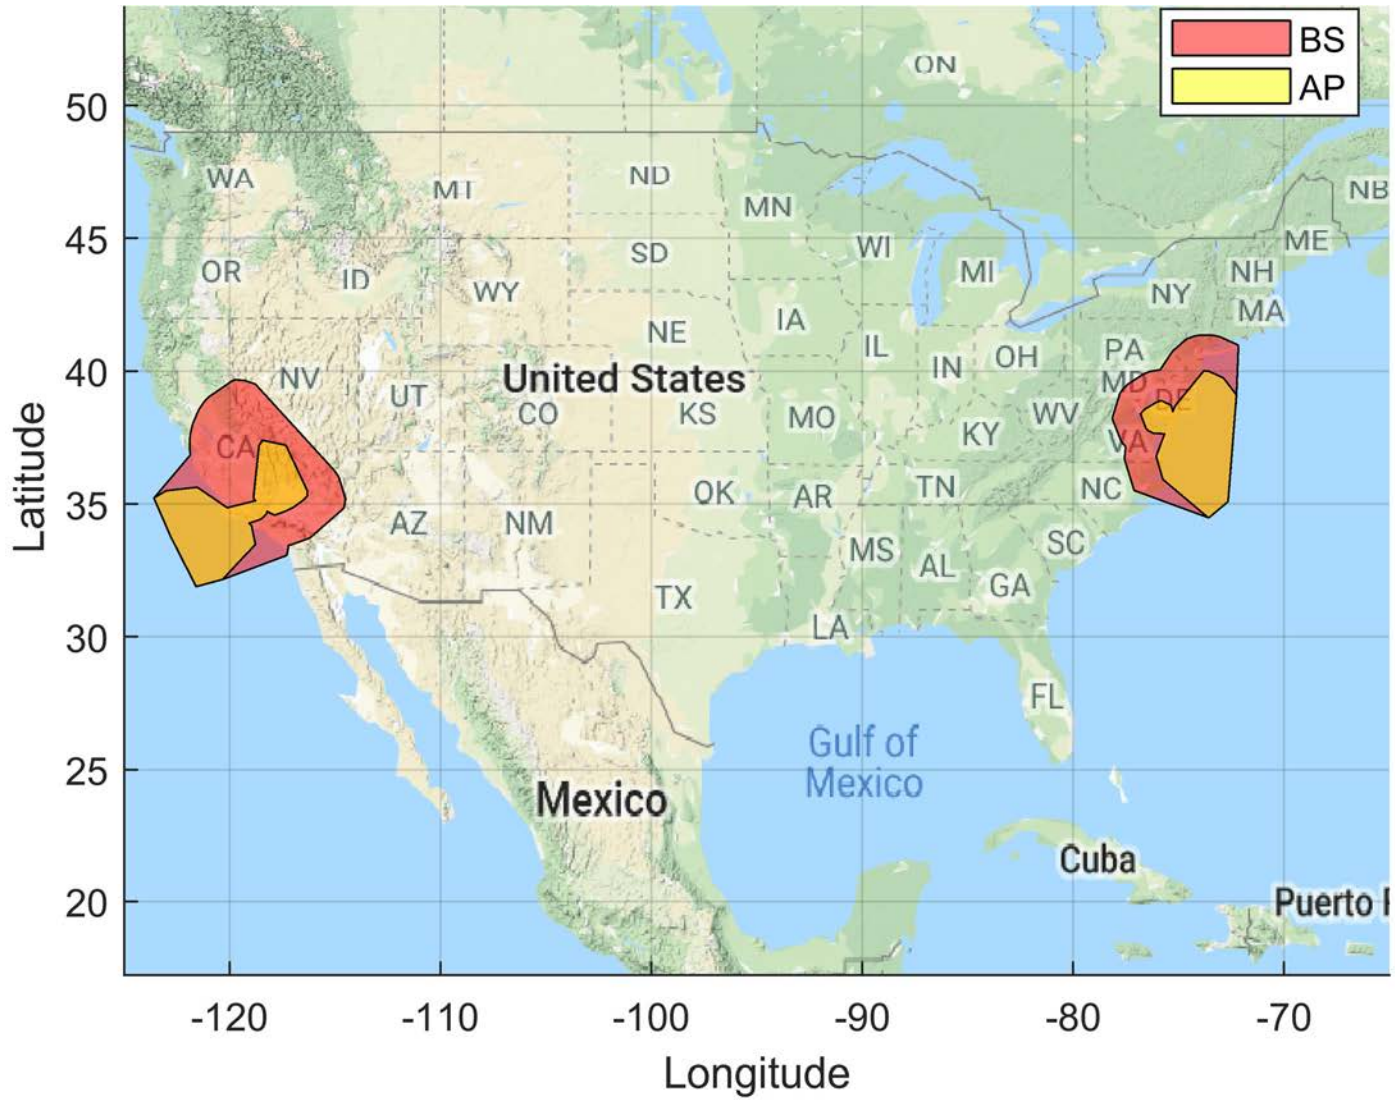 BS
AP
ON
50
WA
MT
ND
MN
NB
45
OR
ID
WY
SD
WI
MI
ME
NH
NY
MA
NE
IA
IL
IN
OH
PA
40
NV
UT
United States
CO
KS
MO
KY
WV
MD
DE
VA
CA
35
AZ
NM
OK
AR
TN
NC
MS
AL
SC
GA
TX
LA
30
FL
Gulf of
Mexico
25
Mexico
Cuba
20
Puerto
-120
-110
-100
-90
-80
-70
Latitude
Longitude